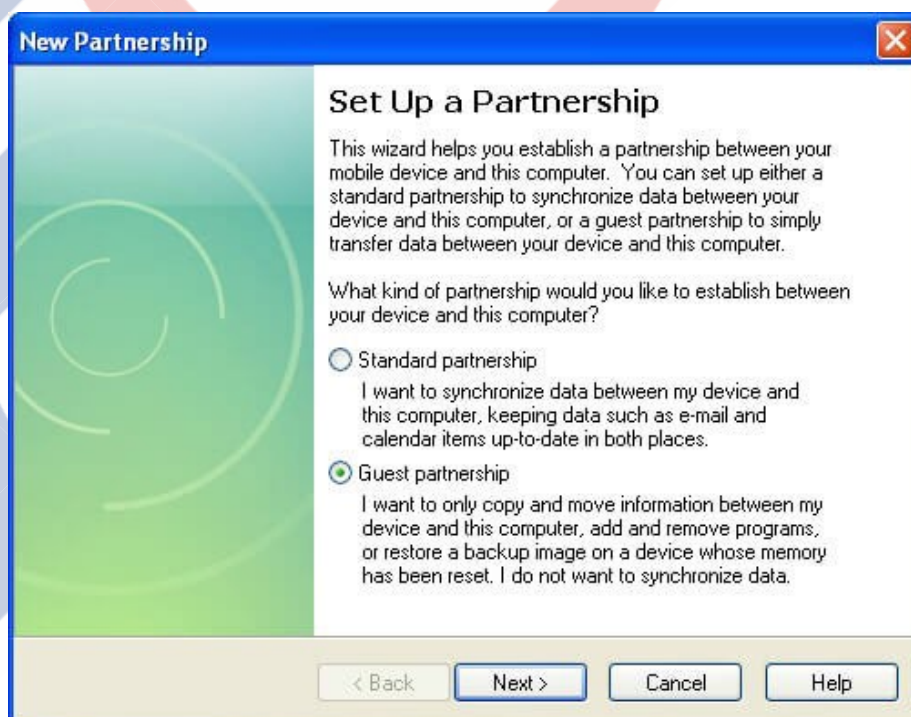 New Partnership
Set Up a Partnership
This wizard helps you establish a partnership between your
mobile device and this computer. You can set up either a
standard partnership to synchronize data between your
device and this computer, or a guest partnership to simply
transfer data between your device and this computer.
What kind of partnership would you like to establish between
your device and this computer?
Standard partnership
I want to synchronize data between my device and
this computer, keeping data such as e-mail and
calendar items up-to-date in both places.
Guest partnership
I want to only copy and move information between my
device and this computer, add and remove programs,
or restore a backup image on a device whose memory
has been reset. I do not want to synchronize data.
< Back Next > Cancel Help